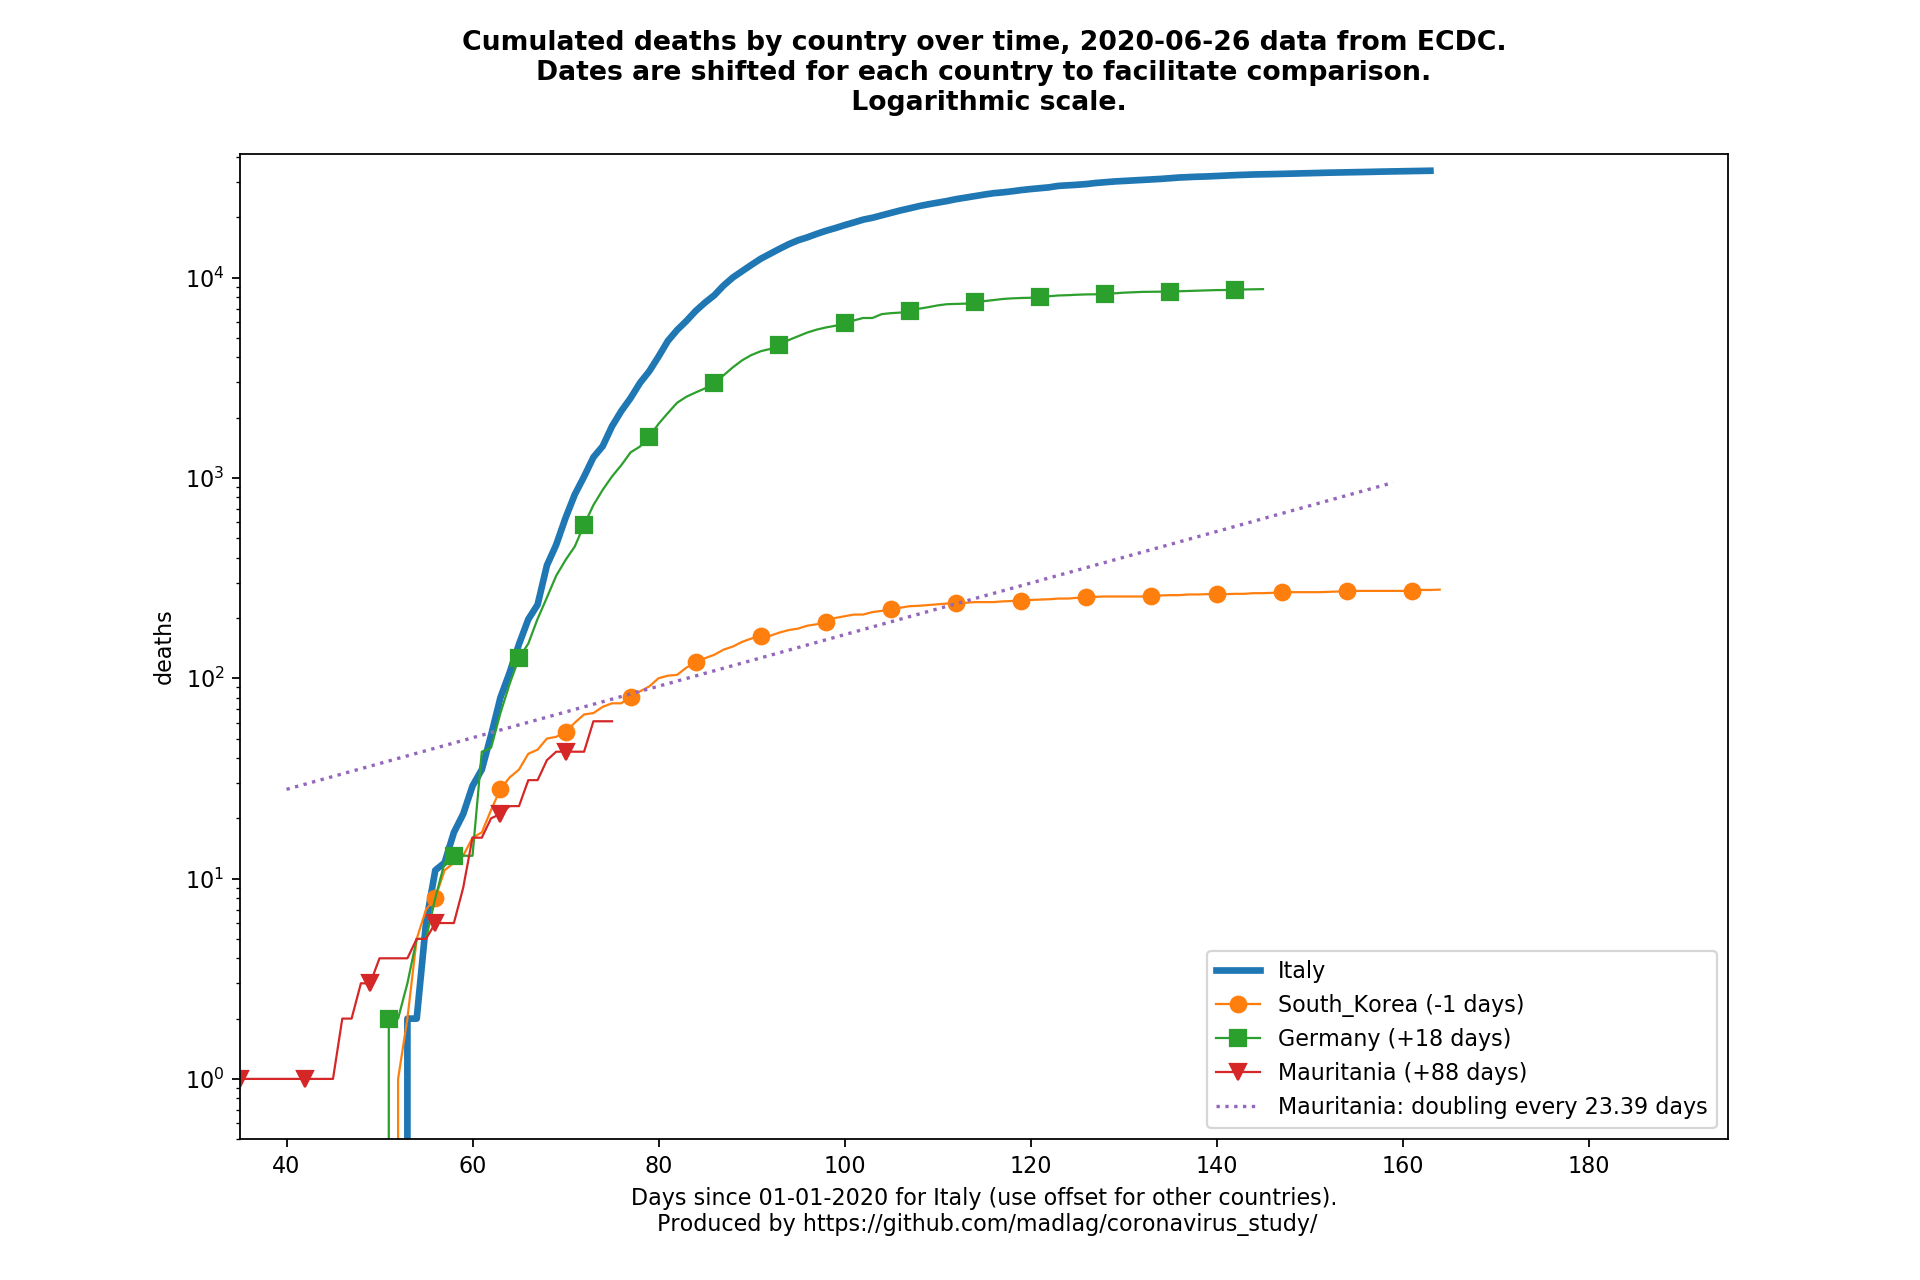 Cumulated deaths by country over time, 2020-06-26 data from ECDC.
Dates are shifted for each country to facilitate comparison.
Logarithmic scale.
10⁴
10³
10²
10¹
10⁰
deaths
Italy
South_Korea (-1 days)
Germany (+18 days)
Mauritania (+88 days)
Mauritania: doubling every 23.39 days
40 60 80 100 120 140 160 180
Days since 01-01-2020 for Italy (use offset for other countries).
Produced by https://github.com/madlag/coronavirus_study/